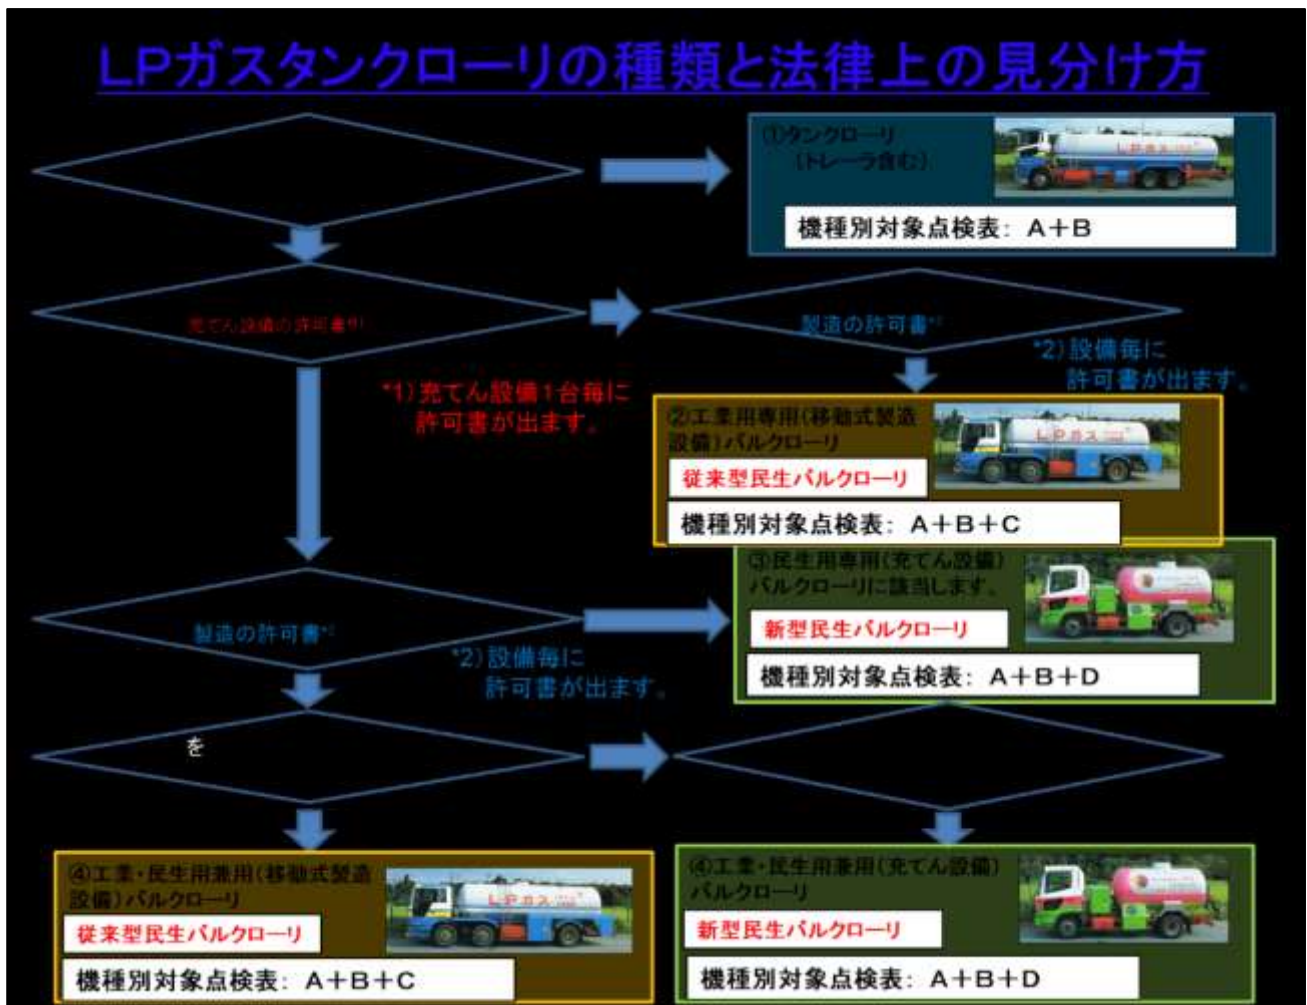 LPガスタンクローリの種類と法律上の見分け方
①タンクローリ
(トレーラ含む)
LPガス
機種別対象点検表: A+B
充てん設備の許可書*1
製造の許可書*2
*2)設備毎に
許可書が出ます。
*1)充てん設備1台毎に
許可書が出ます。
②工業用専用(移動式製造
設備)バルクローリ
LPガス
従来型民生バルクローリ
機種別対象点検表: A+B+C
③民生用専用(充てん設備)
バルクローリに該当します。
新型民生バルクローリ
機種別対象点検表: A+B+D
製造の許可書*2
*2)設備毎に
許可書が出ます。
を
④工業・民生用兼用(移動式製造
設備)バルクローリ
LPガス
従来型民生バルクローリ
機種別対象点検表: A+B+C
④工業・民生用兼用(充てん設備)
バルクローリ
新型民生バルクローリ
機種別対象点検表: A+B+D